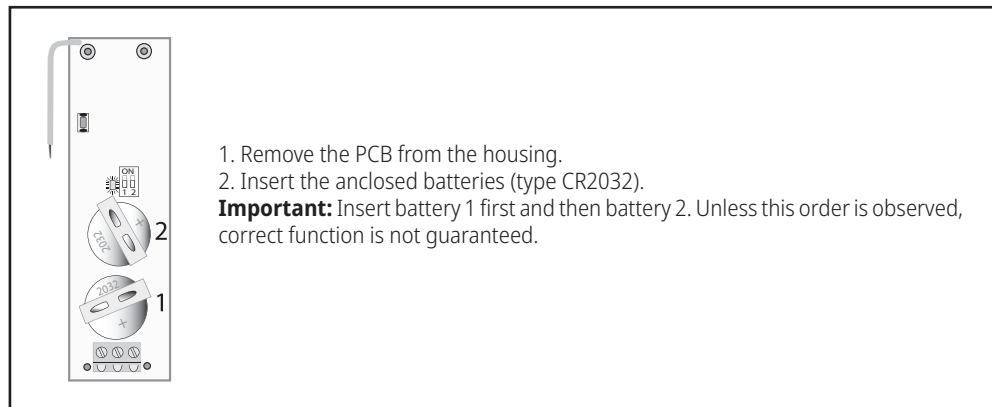 ON
1 2
2032
2
2032
1
1. Remove the PCB from the housing.
2. Insert the anclosed batteries (type CR2032).
Important: Insert battery 1 first and then battery 2. Unless this order is observed,
correct function is not guaranteed.